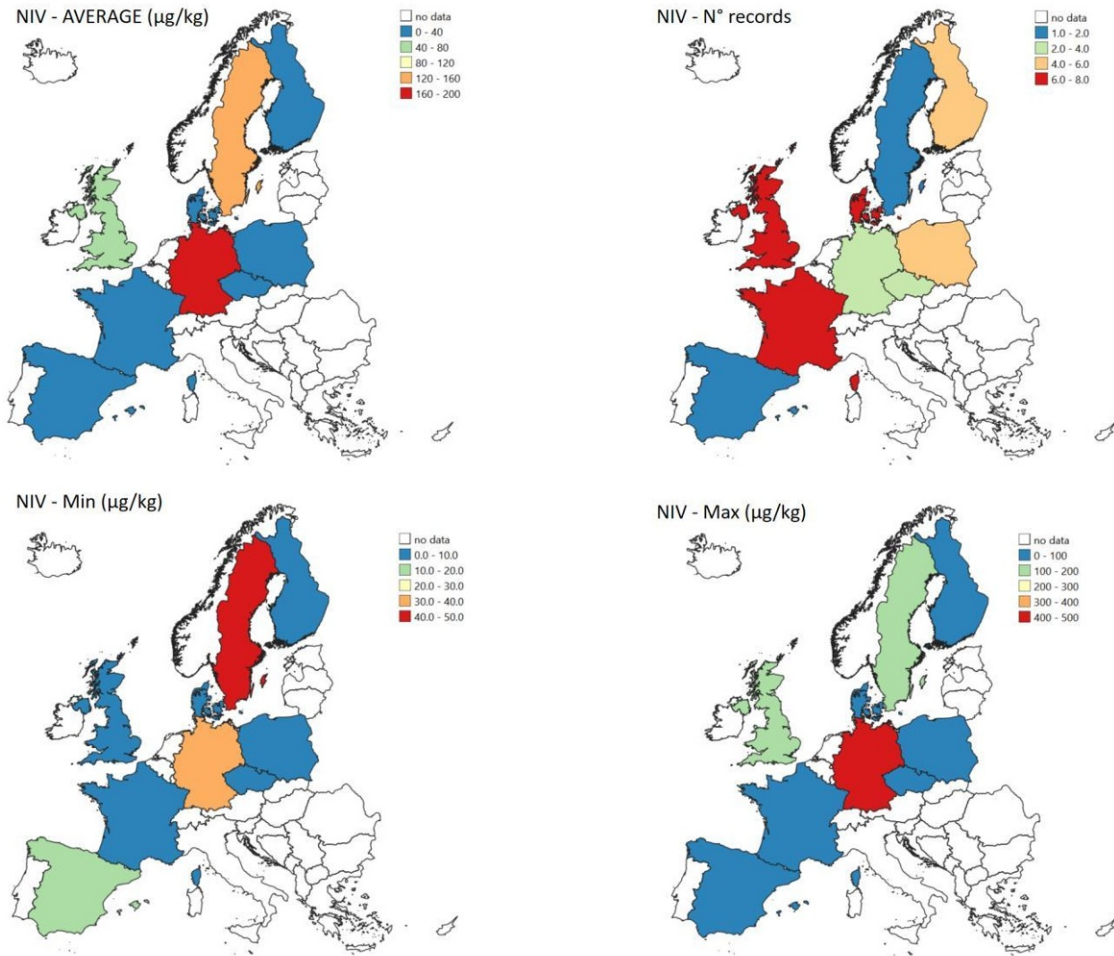 NIV - AVERAGE (µg/kg)
no data
0 - 40
40 - 80
80 - 120
120 - 160
160 - 200
NIV - N° records
no data
1.0 - 2.0
2.0 - 4.0
4.0 - 6.0
6.0 - 8.0
NIV - Min (µg/kg)
no data
0.0 - 10.0
10.0 - 20.0
20.0 - 30.0
30.0 - 40.0
40.0 - 50.0
NIV - Max (µg/kg)
no data
0 - 100
100 - 200
200 - 300
300 - 400
400 - 500